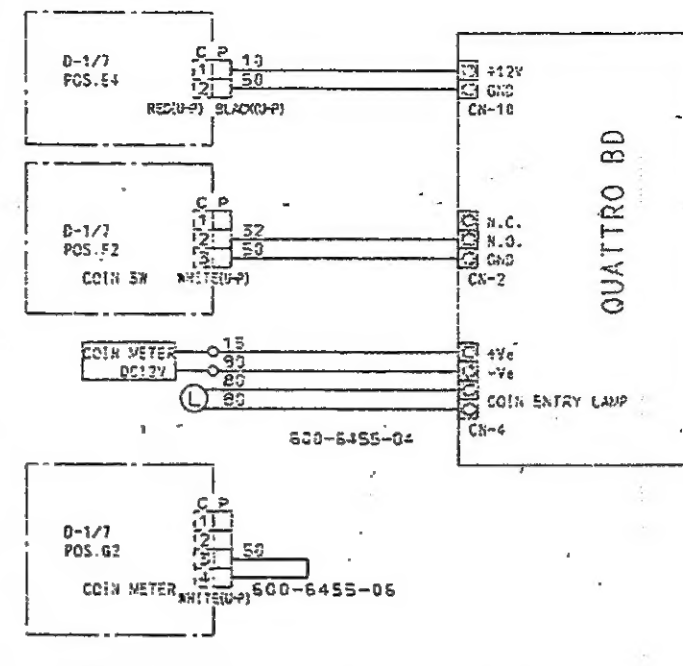 D-1/7
POS.E4
C P
1 10
2 50
RED(U-P) BLACK(U-P)
+12V
GND
CN-10
QUATTRO BD
D-1/7
POS.F2
COIN SW
C P
1
2 52
3 50
WHITE(U-P)
N.C.
N.O.
GND
CN-2
COIN METER
DC12V
15
90
80
80
L
+Ve
-Ve
COIN ENTRY LAMP
CN-4
600-6455-04
D-1/7
POS.G2
COIN METER
C P
1
2
3 50
4
WHITE(U-P)
600-6455-06